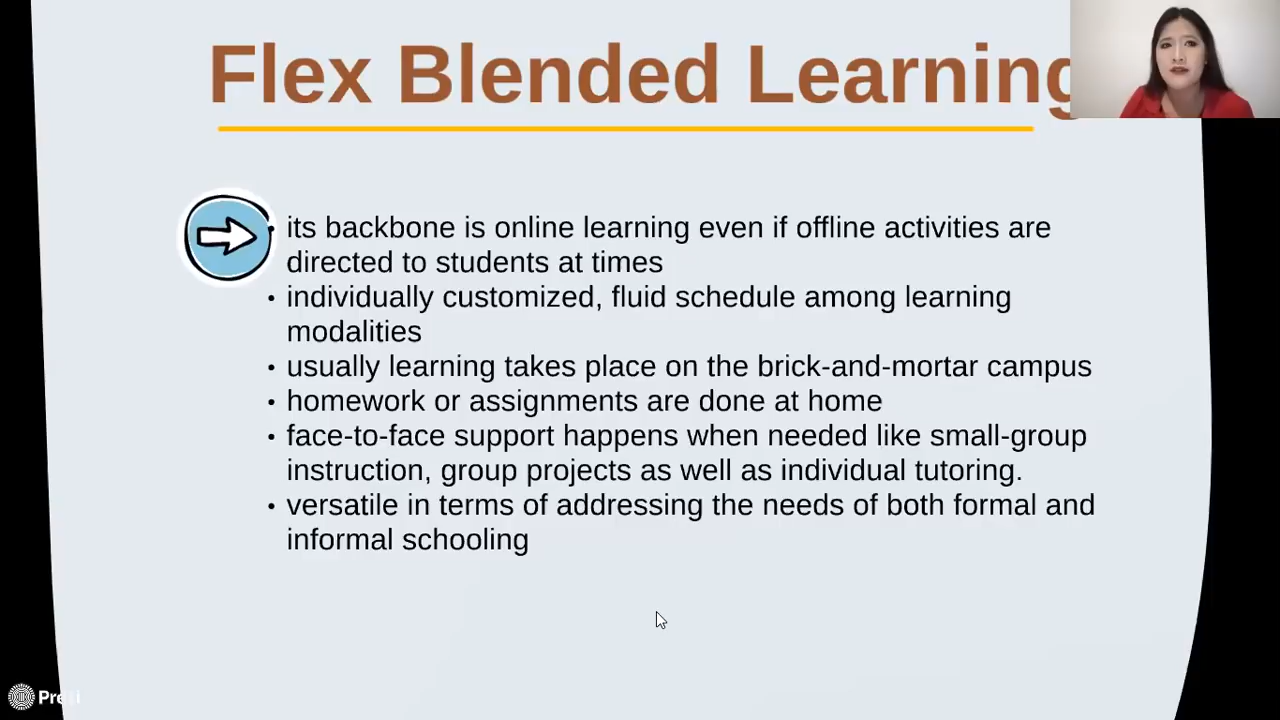 Flex Blended Learning
• its backbone is online learning even if offline activities are
directed to students at times
• individually customized, fluid schedule among learning
modalities
• usually learning takes place on the brick-and-mortar campus
• homework or assignments are done at home
• face-to-face support happens when needed like small-group
instruction, group projects as well as individual tutoring.
• versatile in terms of addressing the needs of both formal and
informal schooling
Prezi